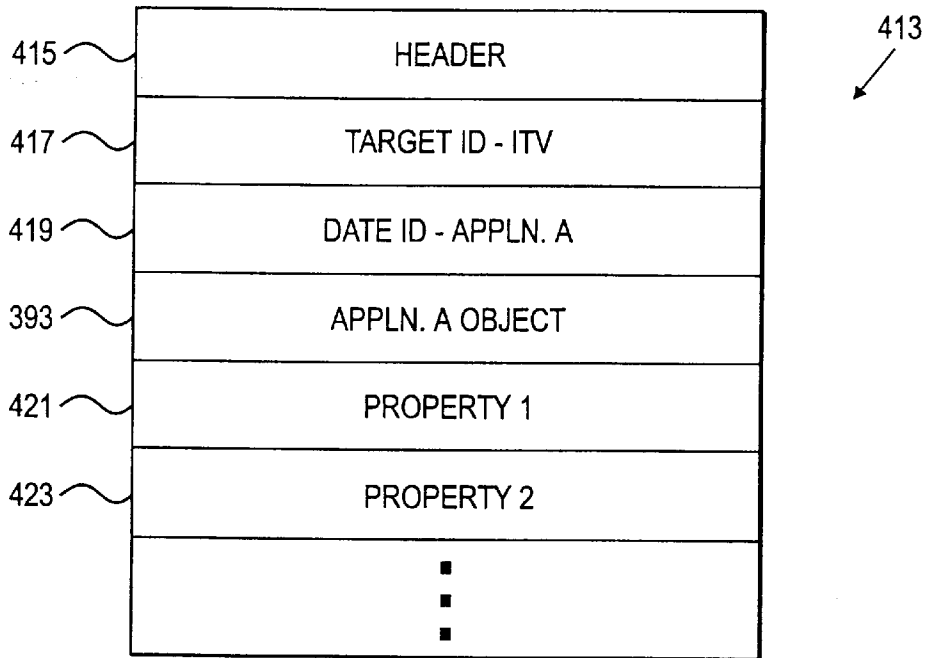 413
415 HEADER
417 TARGET ID - ITV
419 DATE ID - APPLN. A
393 APPLN. A OBJECT
421 PROPERTY 1
423 PROPERTY 2